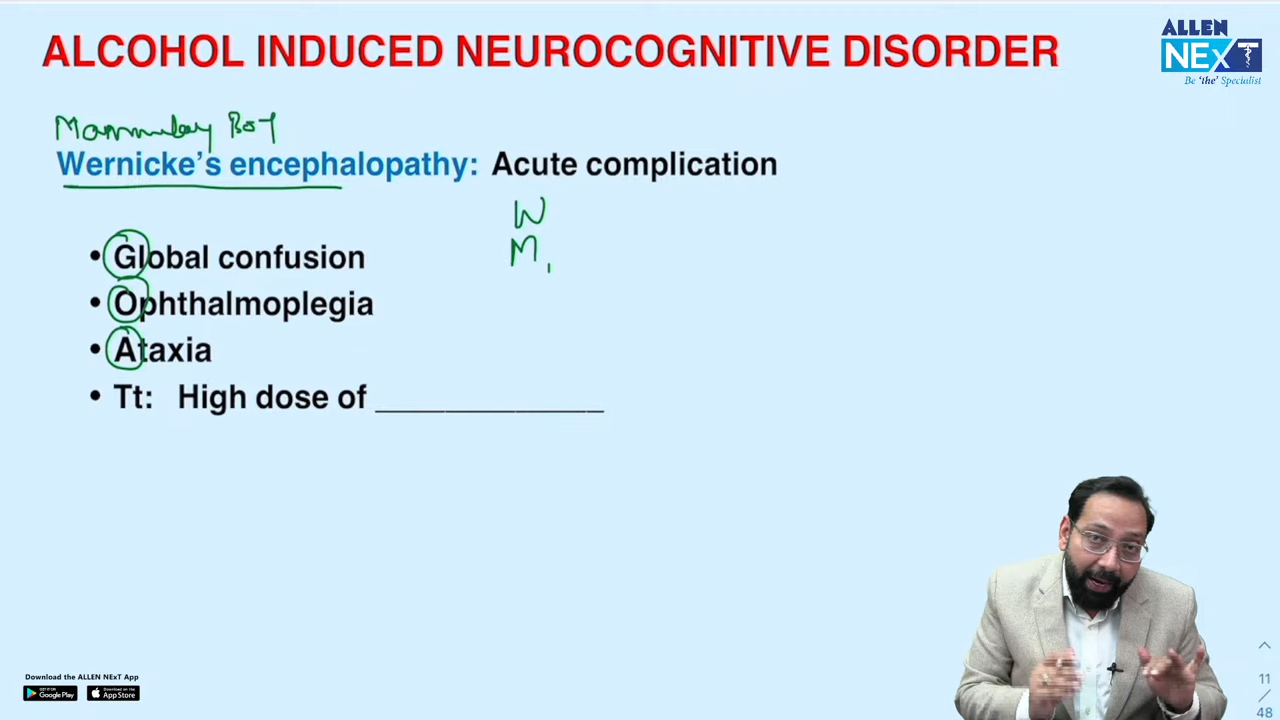 ALCOHOL INDUCED NEUROCOGNITIVE DISORDER
ALLEN
NExT
Be 'the' Specialist
Wernicke's encephalopathy: Acute complication
W
M
• Global confusion
• Ophthalmoplegia
• Ataxia
• Tt: High dose of ______________
Download the ALLEN NExT App
GET IT ON
Google Play
Download on the
App Store
11
/
48